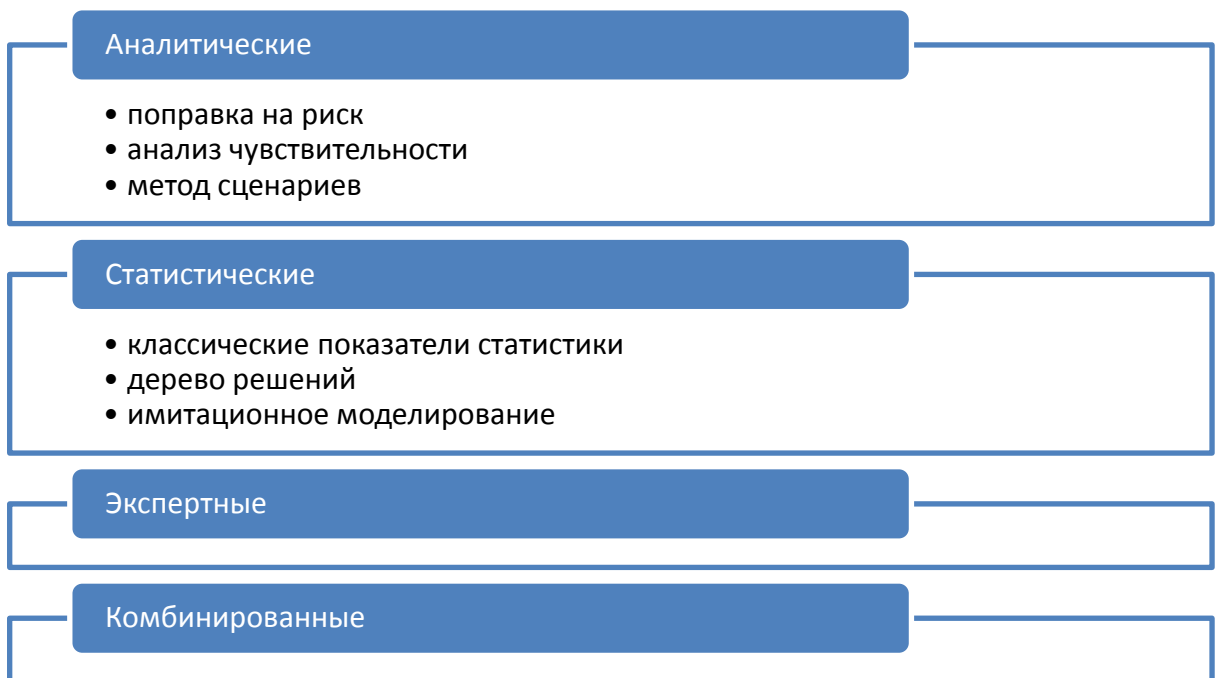 Аналитические
• поправка на риск
• анализ чувствительности
• метод сценариев
Статистические
• классические показатели статистики
• дерево решений
• имитационное моделирование
Экспертные
Комбинированные